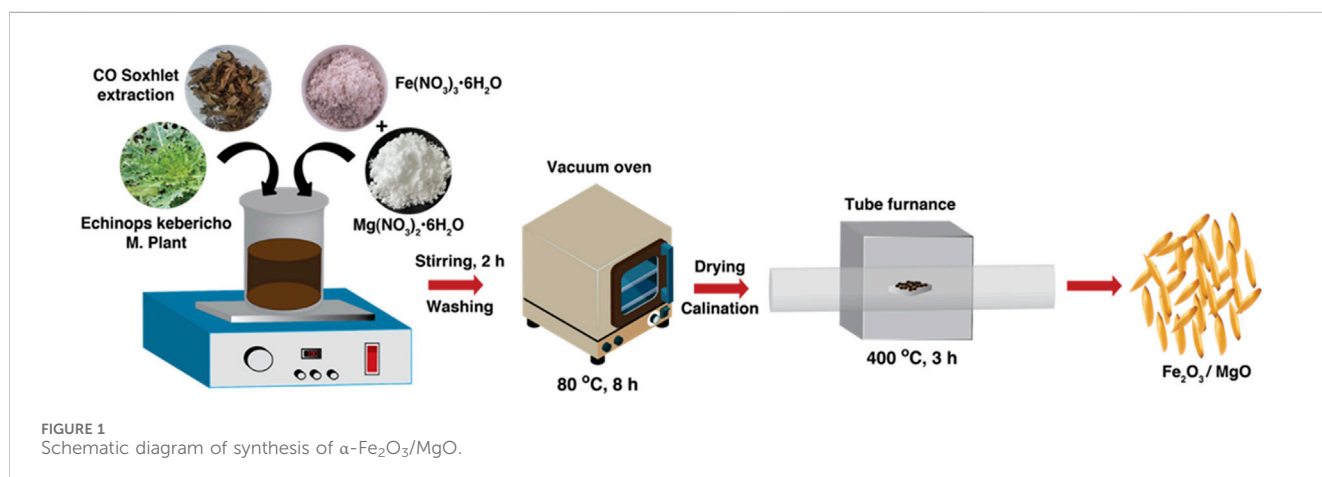 CO Soxhlet
extraction
Fe(NO₃)₃•6H₂O
+
Echinops kebericho
M. Plant
Mg(NO₃)₂•6H₂O
Stirring, 2 h
Washing
Vacuum oven
80 °C, 8 h
Drying
Calination
Tube furnance
400 °C, 3 h
Fe₂O₃ / MgO
FIGURE 1
Schematic diagram of synthesis of α-Fe₂O₃/MgO.